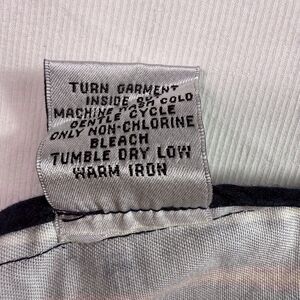 TURN GARMENT
INSIDE OUT
MACHINE WASH COLD
GENTLE CYCLE
ONLY NON-CHLORINE
BLEACH
TUMBLE DRY LOW
WARM IRON